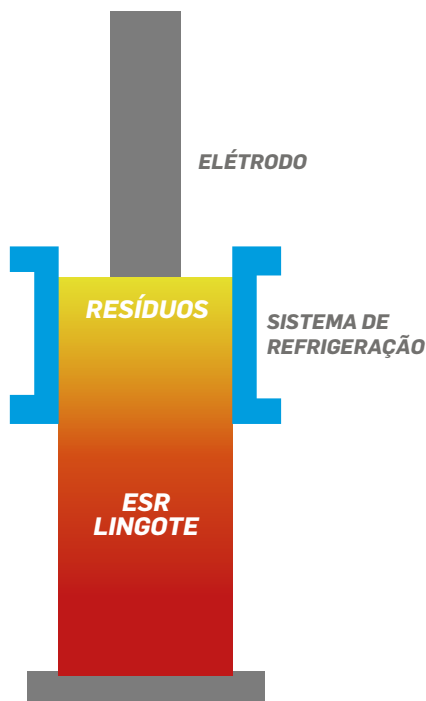 ELÉTRODO
RESÍDUOS
SISTEMA DE
REFRIGERAÇÃO
ESR
LINGOTE